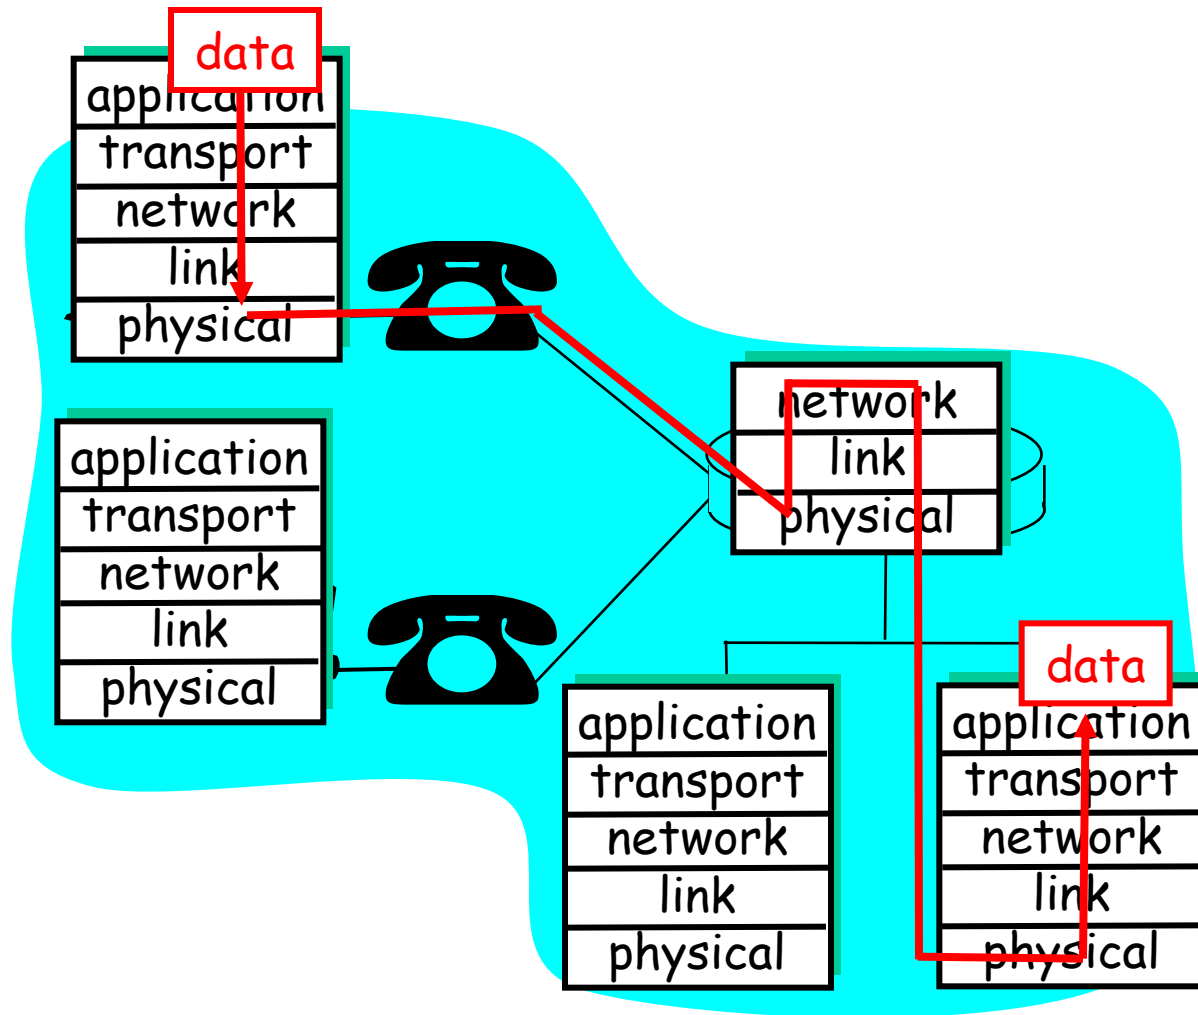 data
application
transport
network
link
physical
application
transport
network
link
physical
network
link
physical
application
transport
network
link
physical
data
application
transport
network
link
physical